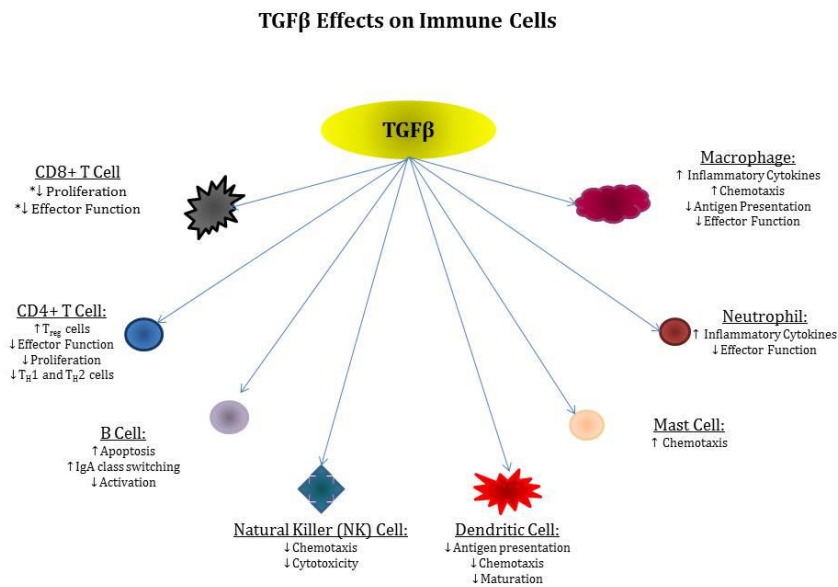 TGFβ Effects on Immune Cells
TGFβ
CD8+ T Cell
*↓ Proliferation
*↓ Effector Function
Macrophage:
↑ Inflammatory Cytokines
↑ Chemotaxis
↓ Antigen Presentation
↓ Effector Function
CD4+ T Cell:
↑ Treg cells
↓ Effector Function
↓ Proliferation
↓ TH1 and TH2 cells
Neutrophil:
↑ Inflammatory Cytokines
↓ Effector Function
B Cell:
↑ Apoptosis
↑ IgA class switching
↓ Activation
Mast Cell:
↑ Chemotaxis
Natural Killer (NK) Cell:
↓ Chemotaxis
↓ Cytotoxicity
Dendritic Cell:
↓ Antigen presentation
↓ Chemotaxis
↓ Maturation